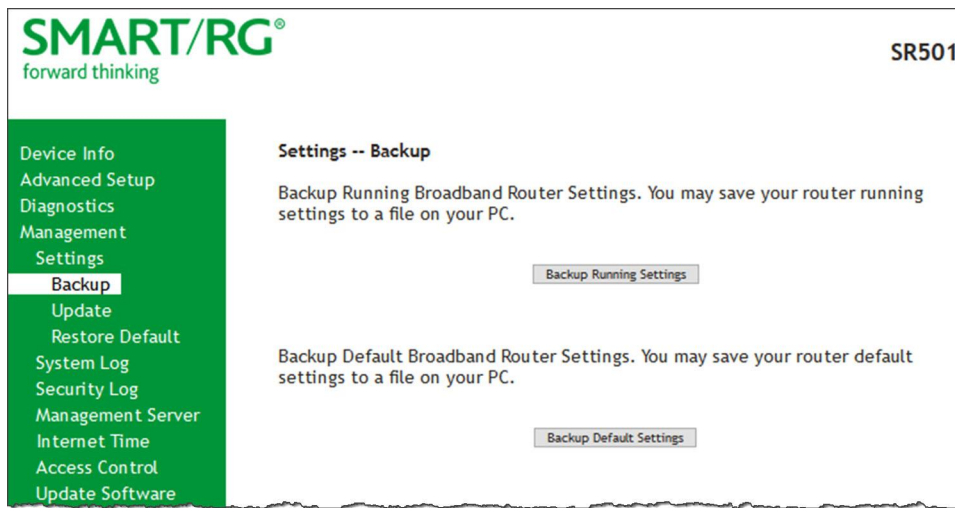 SMART/RG®
forward thinking
SR501
Device Info
Advanced Setup
Diagnostics
Management
Settings
Backup
Update
Restore Default
System Log
Security Log
Management Server
Internet Time
Access Control
Update Software
Settings -- Backup
Backup Running Broadband Router Settings. You may save your router running
settings to a file on your PC.
Backup Running Settings
Backup Default Broadband Router Settings. You may save your router default
settings to a file on your PC.
Backup Default Settings